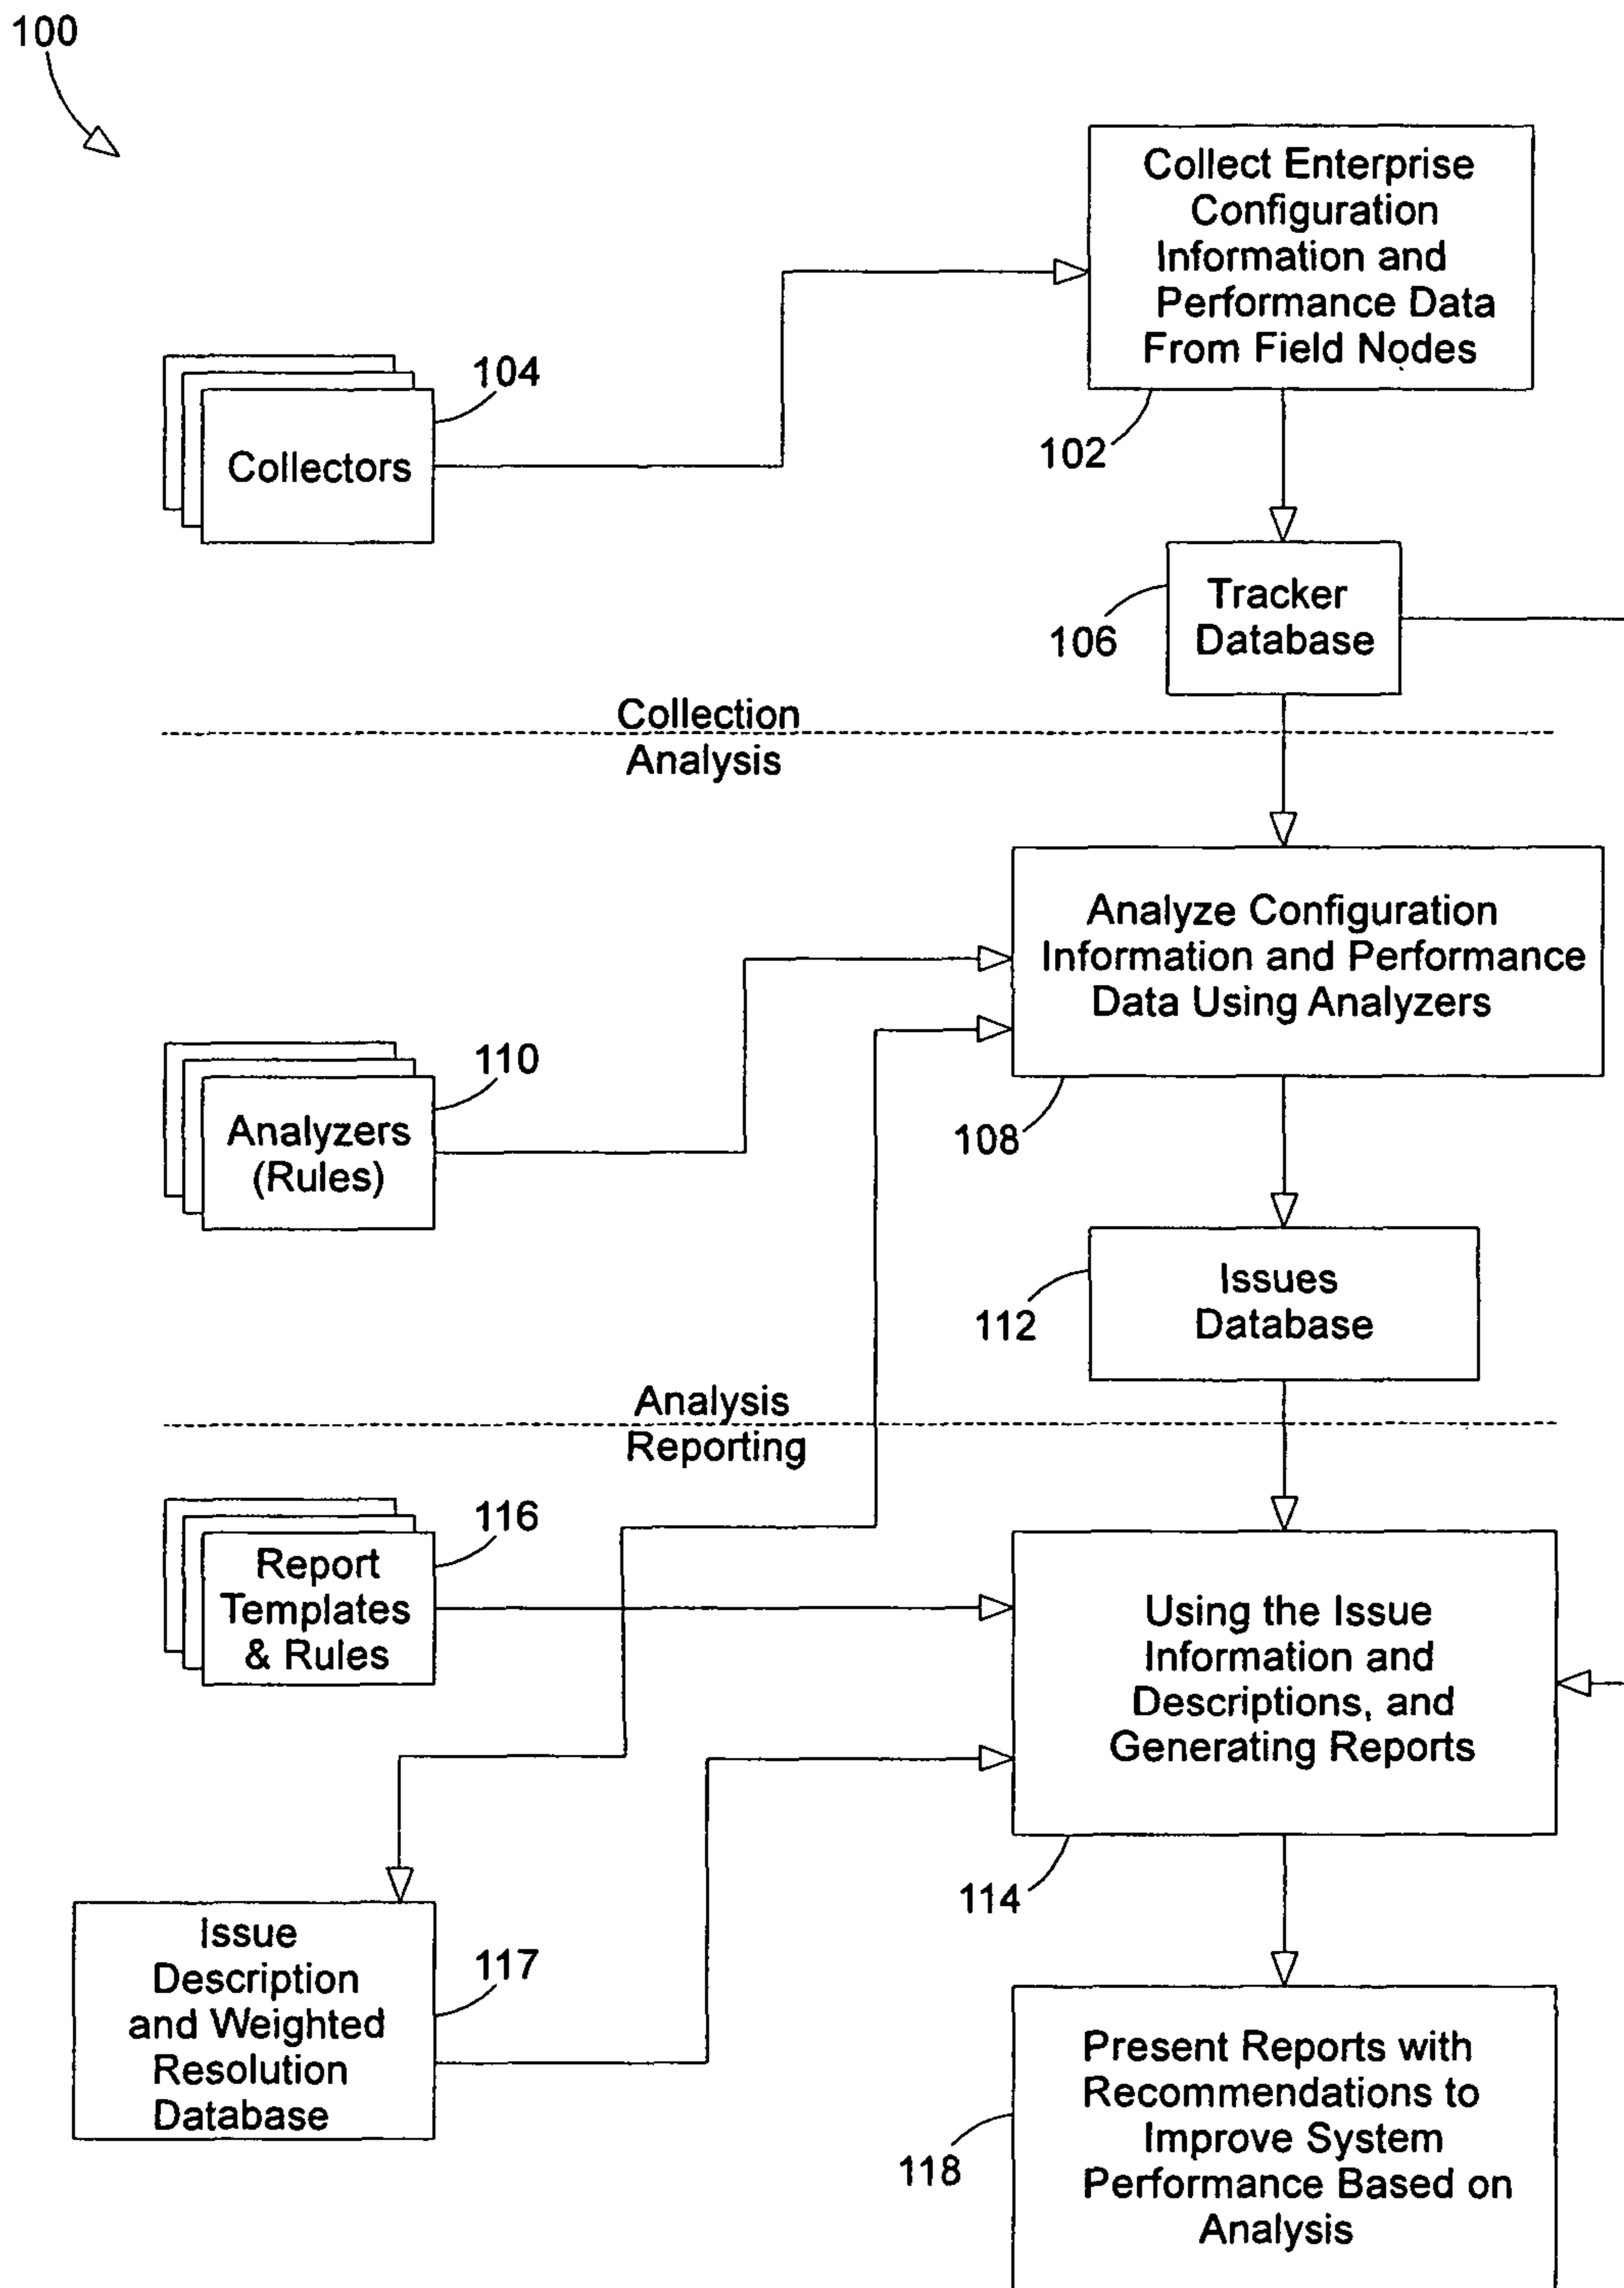 100
Collect Enterprise
Configuration
Information and
Performance Data
From Field Nodes
102
104
Collectors
Tracker
Database
106
Collection
Analysis
Analyze Configuration
Information and Performance
Data Using Analyzers
108
110
Analyzers
(Rules)
Issues
Database
112
Analysis
Reporting
116
Report
Templates
& Rules
Using the Issue
Information and
Descriptions, and
Generating Reports
114
Issue
Description
and Weighted
Resolution
Database
117
Present Reports with
Recommendations to
Improve System
Performance Based on
Analysis
118